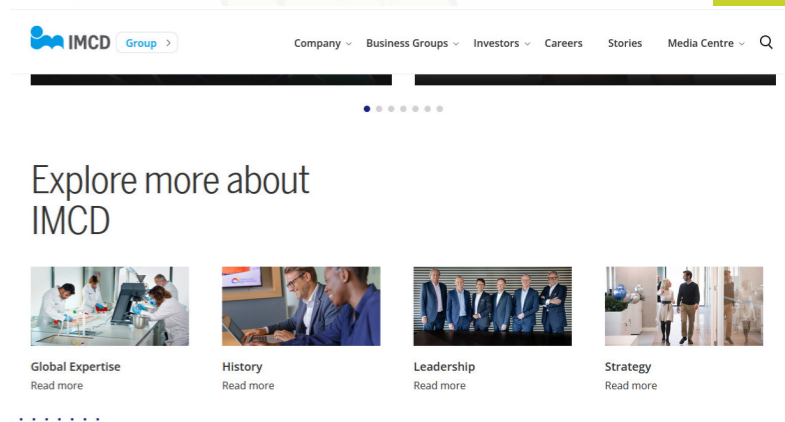 IMCD Group
Company Business Groups Investors Careers Stories Media Centre
Explore more about
IMCD
Global Expertise History Leadership Strategy
Read more Read more Read more Read more